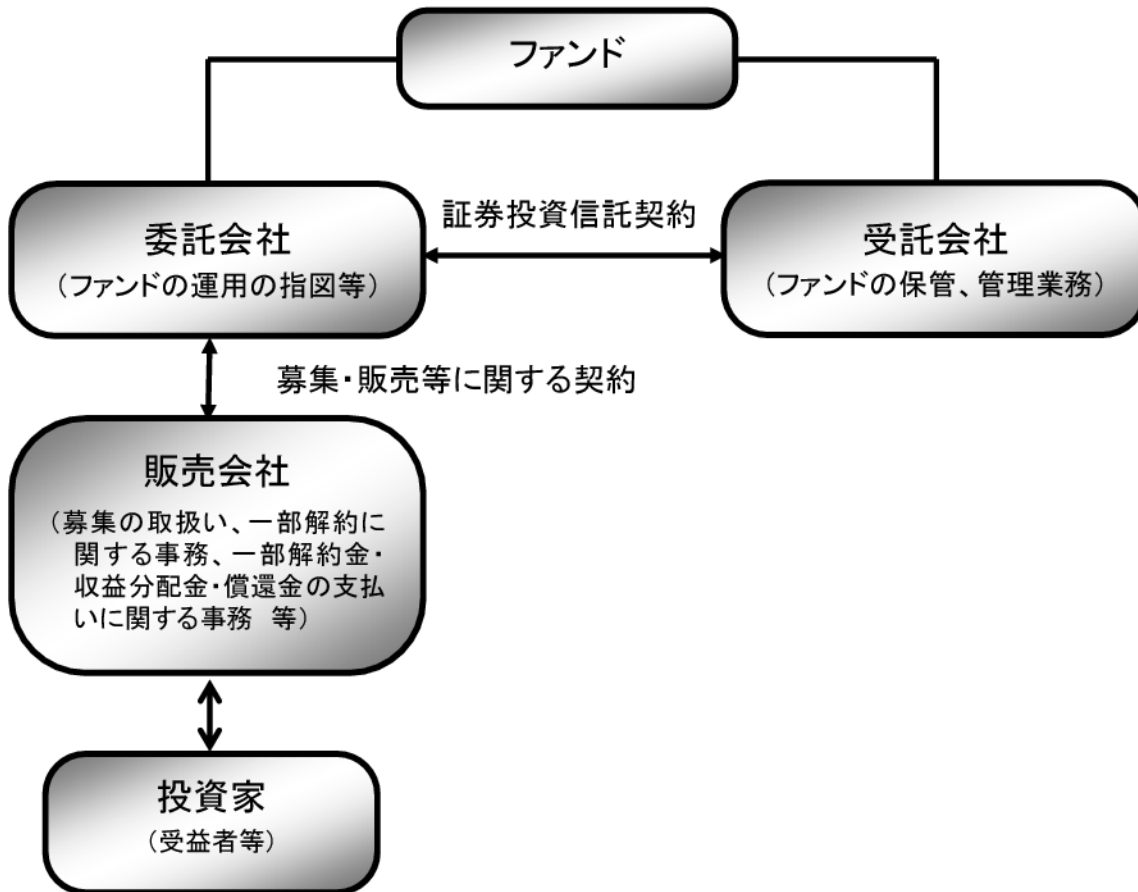 ファンド
委託会社
（ファンドの運用の指図等）
証券投資信託契約
受託会社
（ファンドの保管、管理業務）
募集・販売等に関する契約
販売会社
（募集の取扱い、一部解約に
関する事務、一部解約金・
収益分配金・償還金の支払
いに関する事務　等）
投資家
（受益者等）